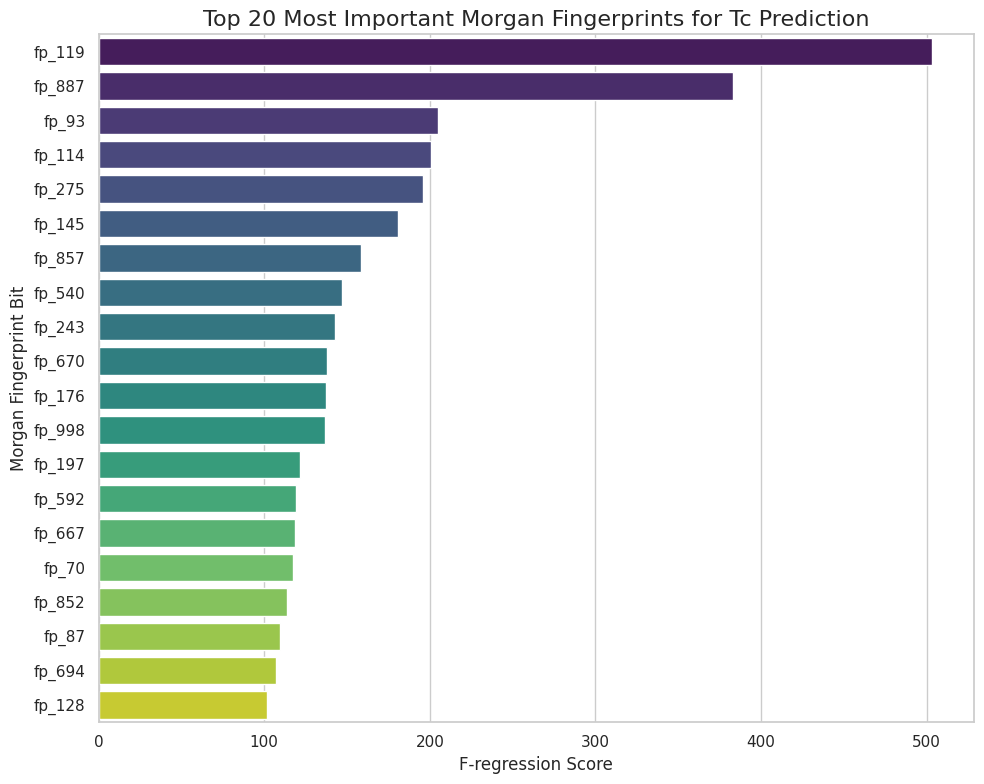 Top 20 Most Important Morgan Fingerprints for Tc Prediction
Morgan Fingerprint Bit
fp_119
fp_887
fp_93
fp_114
fp_275
fp_145
fp_857
fp_540
fp_243
fp_670
fp_176
fp_998
fp_197
fp_592
fp_667
fp_70
fp_852
fp_87
fp_694
fp_128
0 100 200 300 400 500
F-regression Score